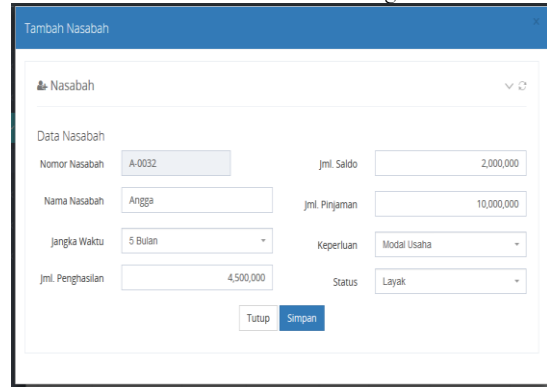 Tambah Nasabah
×
Nasabah
Data Nasabah
Nomor Nasabah A-0032 Jml. Saldo 2,000,000
Nama Nasabah Angga Jml. Pinjaman 10,000,000
Jangka Waktu 5 Bulan Keperluan Modal Usaha
Jml. Penghasilan 4,500,000 Status Layak
Tutup Simpan